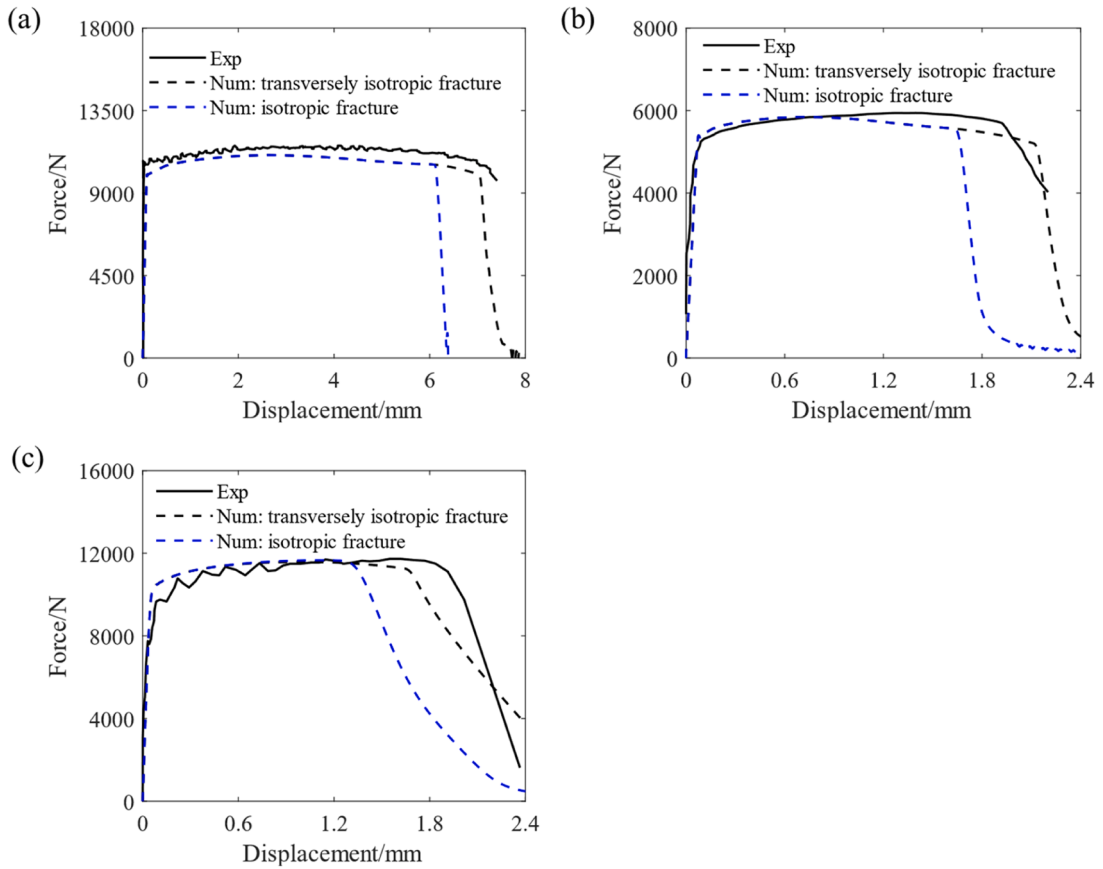 (a)
18000
13500
9000
4500
0
Force/N
Exp
Num: transversely isotropic fracture
Num: isotropic fracture
0 2 4 6 8
Displacement/mm
(b)
8000
6000
4000
2000
0
Force/N
Exp
Num: transversely isotropic fracture
Num: isotropic fracture
0 0.6 1.2 1.8 2.4
Displacement/mm
(c)
16000
12000
8000
4000
0
Force/N
Exp
Num: transversely isotropic fracture
Num: isotropic fracture
0 0.6 1.2 1.8 2.4
Displacement/mm